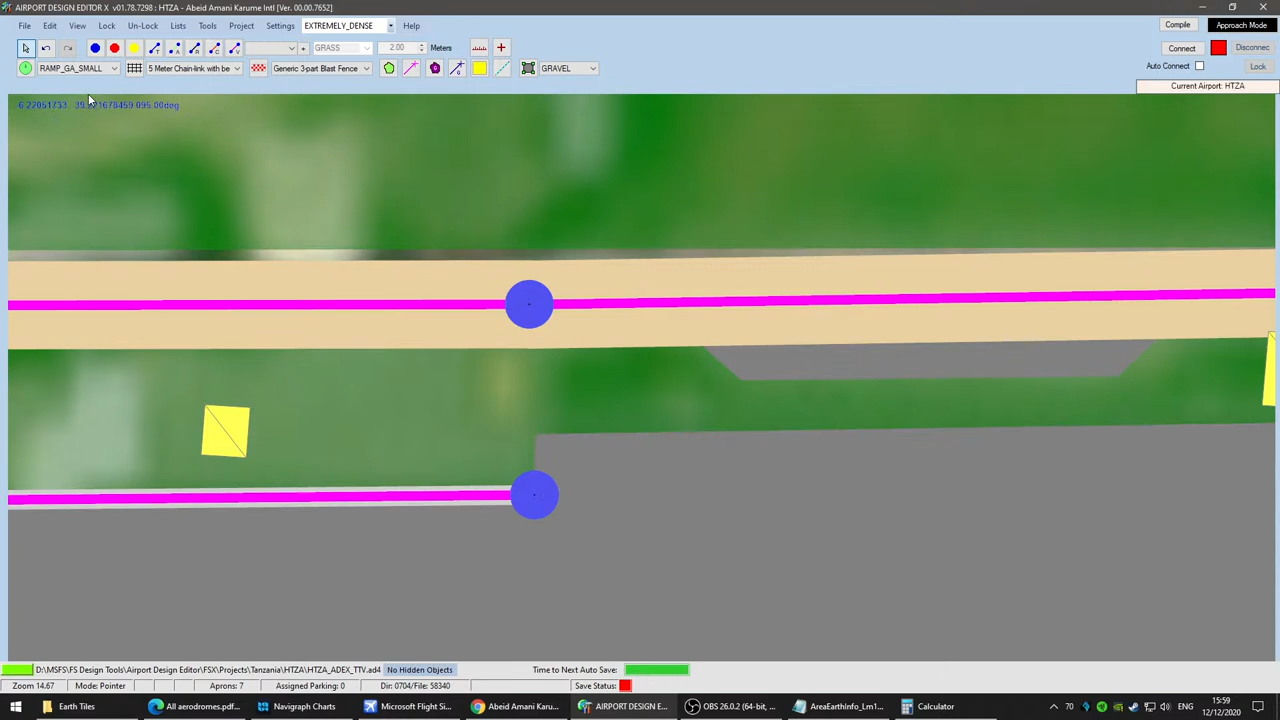 AIRPORT DESIGN EDITOR X v01.78.7298 : HTZA - Abeid Amani Karume Intl [Ver. 00.00.7652]
File Edit View Lock Un-Lock Lists Tools Project Settings EXTREMELY_DENSE Help
Compile Approach Mode
GRASS 2.00 Meters
Connect Disconnec
RAMP_GA_SMALL 5 Meter Chain-link with be Generic 3-part Blast Fence GRAVEL
Auto Connect Lock
Current Airport: HTZA
D:\MSFS\FS Design Tools\Airport Design Editor\FSX\Projects\Tanzania\HTZA\HTZA_ADEX_TTV.ad4 No Hidden Objects Time to Next Auto Save:
Zoom 14.67 Mode: Pointer Aprons: 7 Assigned Parking: 0 Dir: 0704/File: 58340 Save Status:
Earth Tiles All aerodromes.pdf... Navigraph Charts Microsoft Flight Si... Abeid Amani Karu... AIRPORT DESIGN E... OBS 26.0.2 (64-bit, ... AreaEarthInfo_Lm1... Calculator 70 15:59
12/12/2020